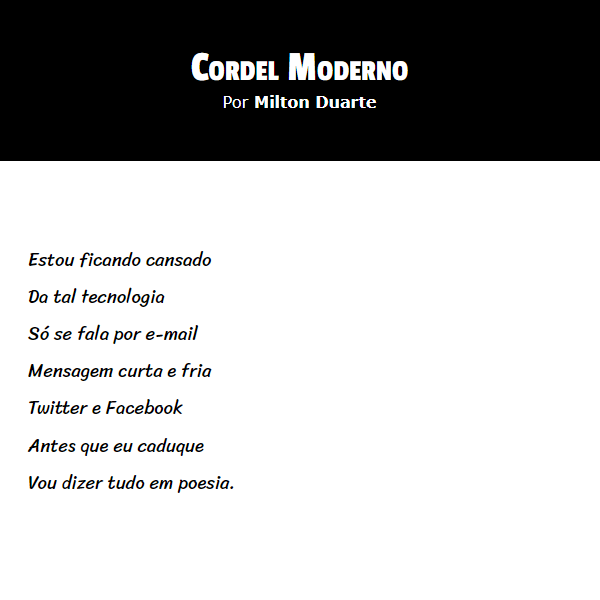 Cordel Moderno
Por Milton Duarte
Estou ficando cansado
Da tal tecnologia
Só se fala por e-mail
Mensagem curta e fria
Twitter e Facebook
Antes que eu caduque
Vou dizer tudo em poesia.